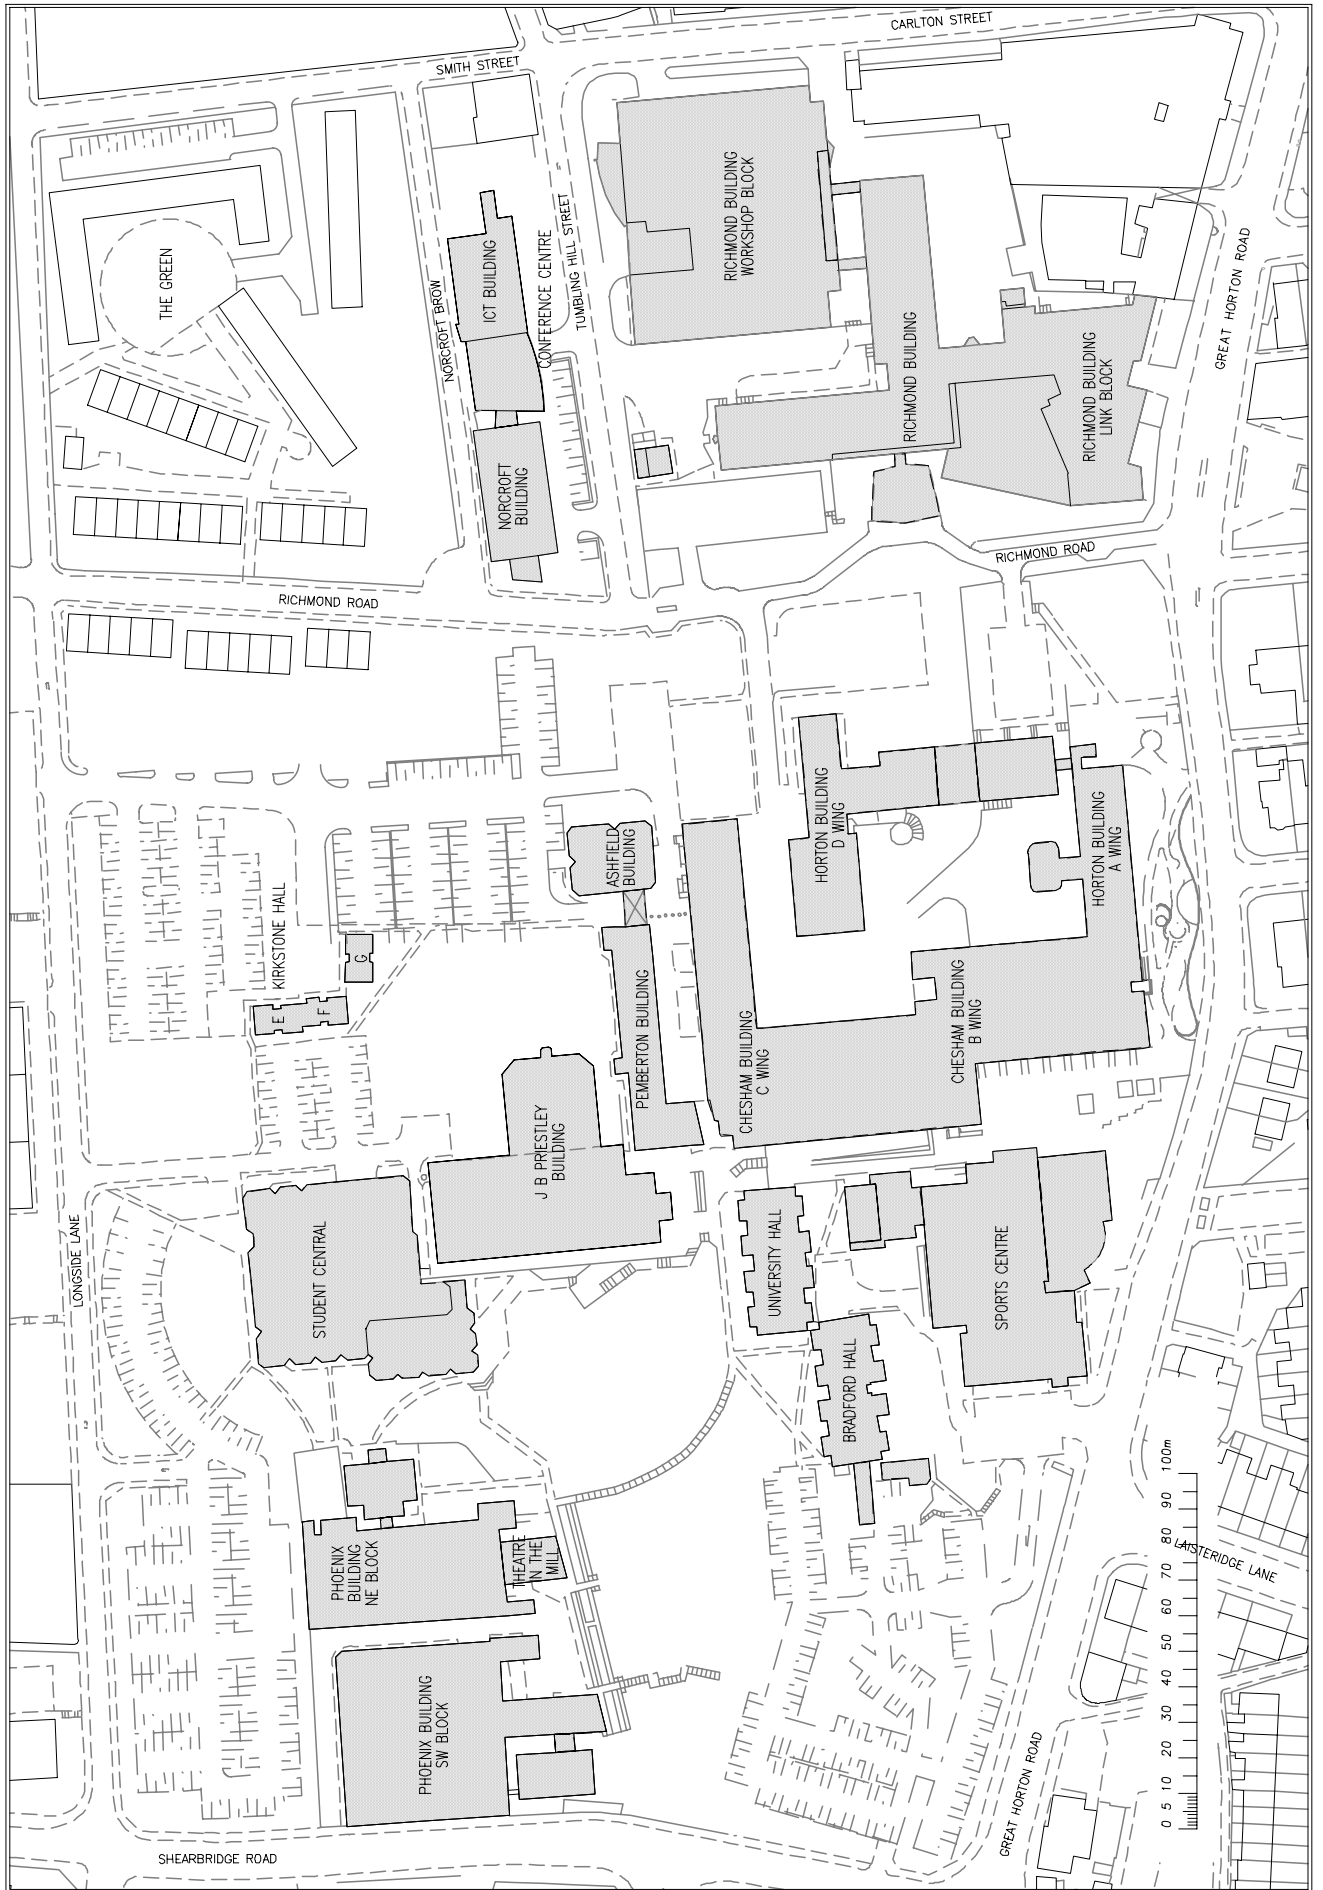 CARLTON STREET
SMITH STREET
RICHMOND BUILDING
WORKSHOP BLOCK
THE GREEN
ICT BUILDING
CONFERENCE CENTRE
TUMBLING HILL STREET
NORCROFT BROW
GREAT HORTON ROAD
RICHMOND BUILDING
RICHMOND BUILDING
LINK BLOCK
NORCROFT
BUILDING
RICHMOND ROAD
RICHMOND ROAD
HORTON BUILDING
D WING
HORTON BUILDING
A WING
ASHFIELD
BUILDING
KIRKSTONE HALL
G
E
F
PEMBERTON BUILDING
CHESHAM BUILDING
C WING
CHESHAM BUILDING
B WING
J B PRIESTLEY
BUILDING
LONGSIDE LANE
STUDENT CENTRAL
UNIVERSITY HALL
SPORTS CENTRE
BRADFORD HALL
PHOENIX
BUILDING
NE BLOCK
THEATRE
IN THE
MILL
LAISTERIDGE LANE
PHOENIX BUILDING
SW BLOCK
GREAT HORTON ROAD
SHEARBRIDGE ROAD
0 5 10 20 30 40 50 60 70 80 90 100m